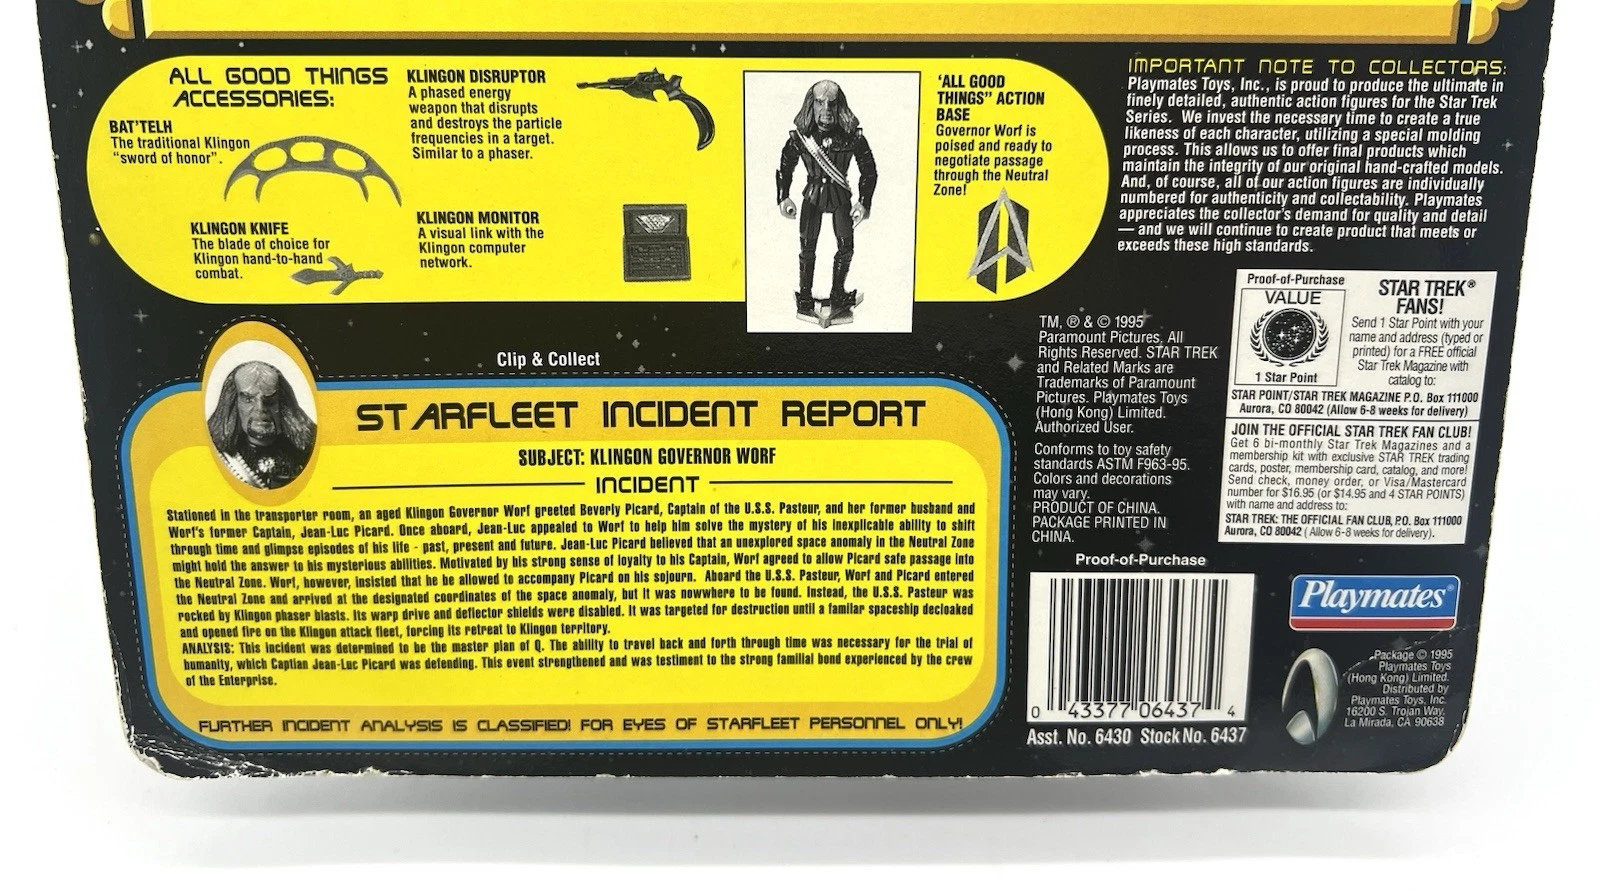 ALL GOOD THINGS
ACCESSORIES:
BAT'TELH
The traditional Klingon
"sword of honor".
KLINGON KNIFE
The blade of choice for
Klingon hand-to-hand
combat.
KLINGON DISRUPTOR
A phased energy
weapon that disrupts
and destroys the particle
frequencies in a target.
Similar to a phaser.
KLINGON MONITOR
A visual link with the
Klingon computer
network.
'ALL GOOD
THINGS" ACTION
BASE
Governor Worf is
poised and ready to
negotiate passage
through the Neutral
Zone!
IMPORTANT NOTE TO COLLECTORS:
Playmates Toys, Inc., is proud to produce the ultimate in
finely detailed, authentic action figures for the Star Trek
Series. We invest the necessary time to create a true
likeness of each character, utilizing a special molding
process. This allows us to offer final products which
maintain the integrity of our original hand-crafted models.
And, of course, all of our action figures are individually
numbered for authenticity and collectability. Playmates
appreciates the collector's demand for quality and detail
— and we will continue to create product that meets or
exceeds these high standards.
Clip & Collect
STARFLEET INCIDENT REPORT
SUBJECT: KLINGON GOVERNOR WORF
INCIDENT
Stationed in the transporter room, an aged Klingon Governor Worf greeted Beverly Picard, Captain of the U.S.S. Pasteur, and her former husband and
Worf's former Captain, Jean-Luc Picard. Once aboard, Jean-Luc appealed to Worf to help him solve the mystery of his inexplicable ability to shift
through time and glimpse episodes of his life - past, present and future. Jean-Luc Picard believed that an unexplored space anomaly in the Neutral Zone
might hold the answer to his mysterious abilities. Motivated by his strong sense of loyalty to his Captain, Worf agreed to allow Picard safe passage into
the Neutral Zone. Worf, however, insisted that he be allowed to accompany Picard on his sojourn. Aboard the U.S.S. Pasteur, Worf and Picard entered
the Neutral Zone and arrived at the designated coordinates of the space anomaly, but it was nowwhere to be found. Instead, the U.S.S. Pasteur was
rocked by Klingon phaser blasts. Its warp drive and deflector shields were disabled. It was targeted for destruction until a familar spaceship decloaked
and opened fire on the Klingon attack fleet, forcing its retreat to Klingon territory.
ANALYSIS: This incident was determined to be the master plan of Q. The ability to travel back and forth through time was necessary for the trial of
humanity, which Captian Jean-Luc Picard was defending. This event strengthened and was testiment to the strong familial bond experienced by the crew
of the Enterprise.
FURTHER INCIDENT ANALYSIS IS CLASSIFIED! FOR EYES OF STARFLEET PERSONNEL ONLY!
TM, ® & © 1995
Paramount Pictures. All
Rights Reserved. STAR TREK
and Related Marks are
Trademarks of Paramount
Pictures. Playmates Toys
(Hong Kong) Limited.
Authorized User.
Conforms to toy safety
standards ASTM F963-95.
Colors and decorations
may vary.
PRODUCT OF CHINA.
PACKAGE PRINTED IN
CHINA.
Proof-of-Purchase
VALUE
1 Star Point
STAR TREK®
FANS!
Send 1 Star Point with your
name and address (typed or
printed) for a FREE official
Star Trek Magazine with
catalog to:
STAR POINT/STAR TREK MAGAZINE P.O. Box 111000
Aurora, CO 80042 (Allow 6-8 weeks for delivery)
JOIN THE OFFICIAL STAR TREK FAN CLUB!
Get 6 bi-monthly Star Trek Magazines and a
membership kit with exclusive STAR TREK trading
cards, poster, membership card, catalog, and more!
Send check, money order, or Visa/Mastercard
number for $16.95 (or $14.95 and 4 STAR POINTS)
with name and address to:
STAR TREK: THE OFFICIAL FAN CLUB, P.O. Box 111000
Aurora, CO 80042 (Allow 6-8 weeks for delivery).
Proof-of-Purchase
0 43377 06437 4
Asst. No. 6430 Stock No. 6437
Playmates®
Package © 1995
Playmates Toys
(Hong Kong) Limited.
Distributed by
Playmates Toys, Inc.
16200 S. Trojan Way.
La Mirada, CA 90638